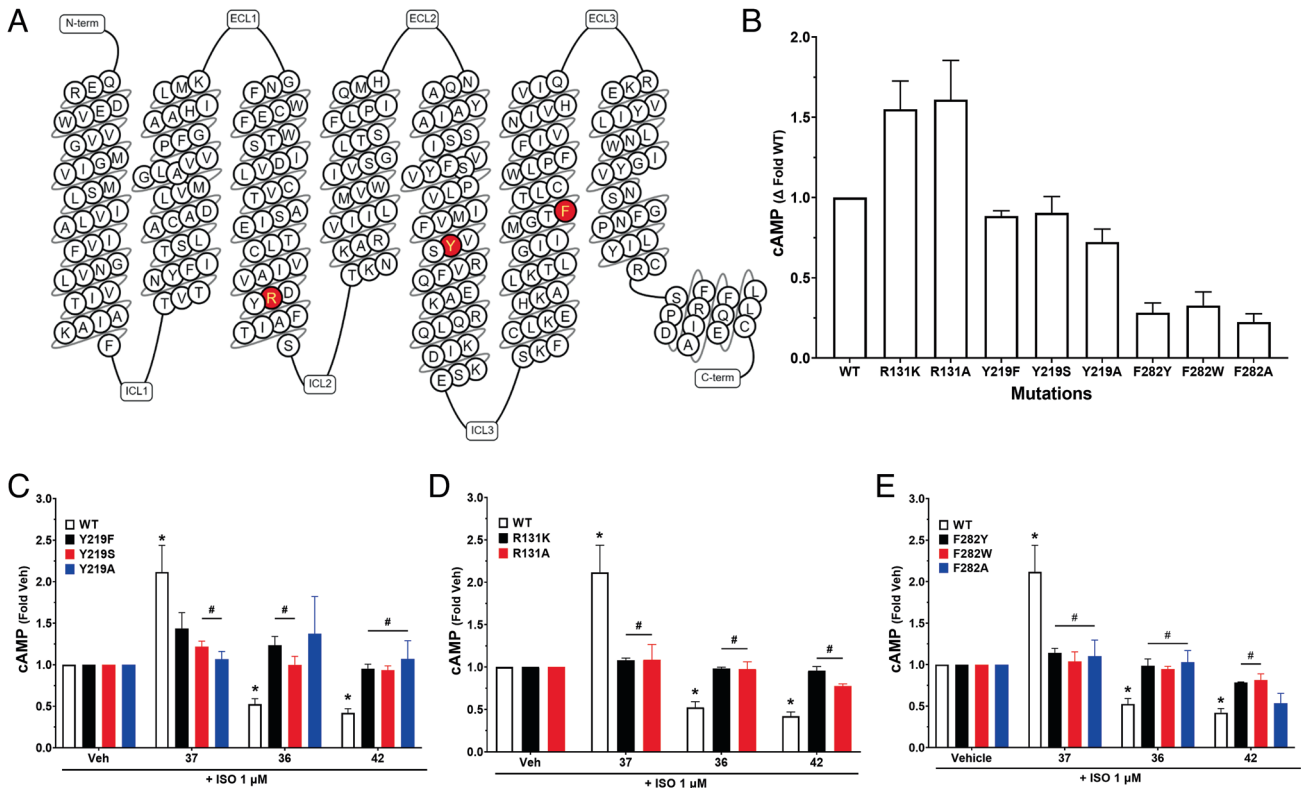 A
N-term
ECL1
ECL2
ECL3
R E Q
W V E D
G V V
V I G M
L S M
A L V I
F V I
L V N G
T I V
K A I A
F
L M K
A A H I
P F G
G L A V V
L V M
A C A D
T S L
N Y F I
T V T
F N G
F E C W
S T W
L V D I
T V C
E I S A
C L T
V A I V
Y R D
T I A F
S
Q M H
F L P I
L T S
I V S G
M V W
V I I L
K A R
T K N
A Q N
A I A Y
I S S
V Y F S V
V L P
F V M I
S Y V
Q F V R
K A E
Q L Q R
D I K
E S K
V I Q
N I V H
F I V
W L P F
T L C
M G T F
I I G
L K T L
H K A
C L K E
S K F
E K R
L I Y V
W N L
V Y G I
S N
P N F G
Y I L
R C
S F F L
P R Q L
D I E C
A
ICL1
ICL2
ICL3
C-term
B
cAMP (Δ Fold WT)
2.0
1.5
1.0
0.5
0.0
WT R131K R131A Y219F Y219S Y219A F282Y F282W F282A
Mutations
C
cAMP (Fold Veh)
3.0
2.5
2.0
1.5
1.0
0.5
0.0
WT
Y219F
Y219S
Y219A
*
#
#
*
#
*
Veh 37 36 42
+ ISO 1 µM
D
cAMP (Fold Veh)
3.0
2.5
2.0
1.5
1.0
0.5
0.0
WT
R131K
R131A
*
#
#
#
*
*
Veh 37 36 42
+ ISO 1 µM
E
cAMP (Fold Veh)
3.0
2.5
2.0
1.5
1.0
0.5
0.0
WT
F282Y
F282W
F282A
*
#
#
#
*
*
Vehicle 37 36 42
+ ISO 1 µM